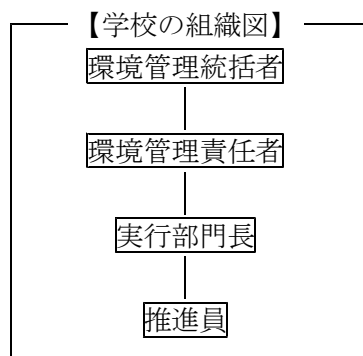 【学校の組織図】
環境管理統括者
環境管理責任者
実行部門長
推進員